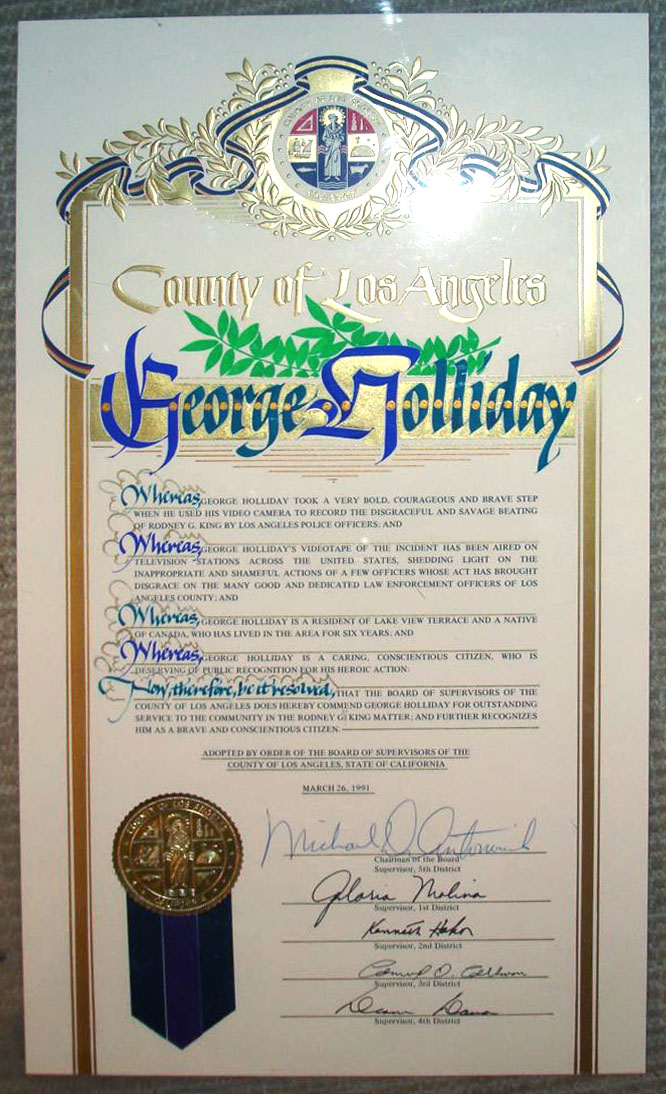 County of Los Angeles
George Holliday
Whereas, GEORGE HOLLIDAY TOOK A VERY BOLD, COURAGEOUS AND BRAVE STEP
WHEN HE USED HIS VIDEO CAMERA TO RECORD THE DISGRACEFUL AND SAVAGE BEATING
OF RODNEY G. KING BY LOS ANGELES POLICE OFFICERS; AND
Whereas, GEORGE HOLLIDAY'S VIDEOTAPE OF THE INCIDENT HAS BEEN AIRED ON
TELEVISION STATIONS ACROSS THE UNITED STATES, SHEDDING LIGHT ON THE
INAPPROPRIATE AND SHAMEFUL ACTIONS OF A FEW OFFICERS WHOSE ACT HAS BROUGHT
DISGRACE ON THE MANY GOOD AND DEDICATED LAW ENFORCEMENT OFFICERS OF LOS
ANGELES COUNTY; AND
Whereas, GEORGE HOLLIDAY IS A RESIDENT OF LAKE VIEW TERRACE AND A NATIVE
OF CANADA, WHO HAS LIVED IN THE AREA FOR SIX YEARS; AND
Whereas, GEORGE HOLLIDAY IS A CARING, CONSCIENTIOUS CITIZEN, WHO IS
DESERVING OF PUBLIC RECOGNITION FOR HIS HEROIC ACTION:
Now, therefore, be it resolved, THAT THE BOARD OF SUPERVISORS OF THE
COUNTY OF LOS ANGELES DOES HEREBY COMMEND GEORGE HOLLIDAY FOR OUTSTANDING
SERVICE TO THE COMMUNITY IN THE RODNEY G. KING MATTER; AND FURTHER RECOGNIZES
HIM AS A BRAVE AND CONSCIENTIOUS CITIZEN.
ADOPTED BY ORDER OF THE BOARD OF SUPERVISORS OF THE
COUNTY OF LOS ANGELES, STATE OF CALIFORNIA
MARCH 26, 1991
COUNTY OF LOS ANGELES
CALIFORNIA
Michael D. Antonovich
Chairman of the Board
Supervisor, 5th District
Gloria Molina
Supervisor, 1st District
Kenneth Hahn
Supervisor, 2nd District
Supervisor, 3rd District
Deane Dana
Supervisor, 4th District